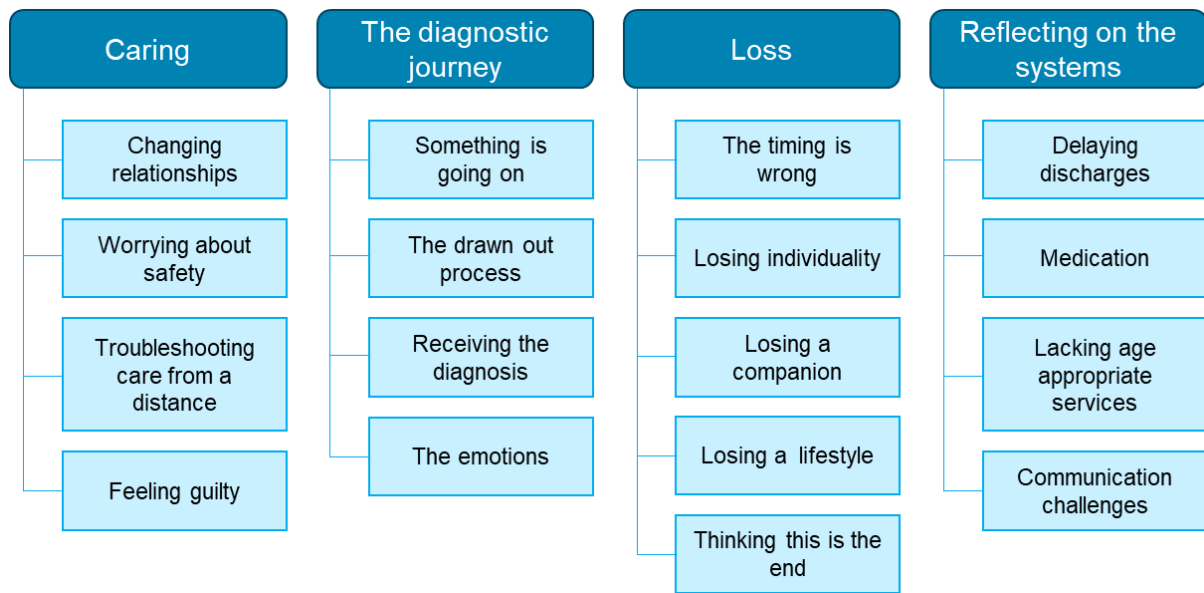 Caring
Changing
relationships
Worrying about
safety
Troubleshooting
care from a
distance
Feeling guilty
The diagnostic
journey
Something is
going on
The drawn out
process
Receiving the
diagnosis
The emotions
Loss
The timing is
wrong
Losing individuality
Losing a
companion
Losing a lifestyle
Thinking this is the
end
Reflecting on the
systems
Delaying
discharges
Medication
Lacking age
appropriate
services
Communication
challenges